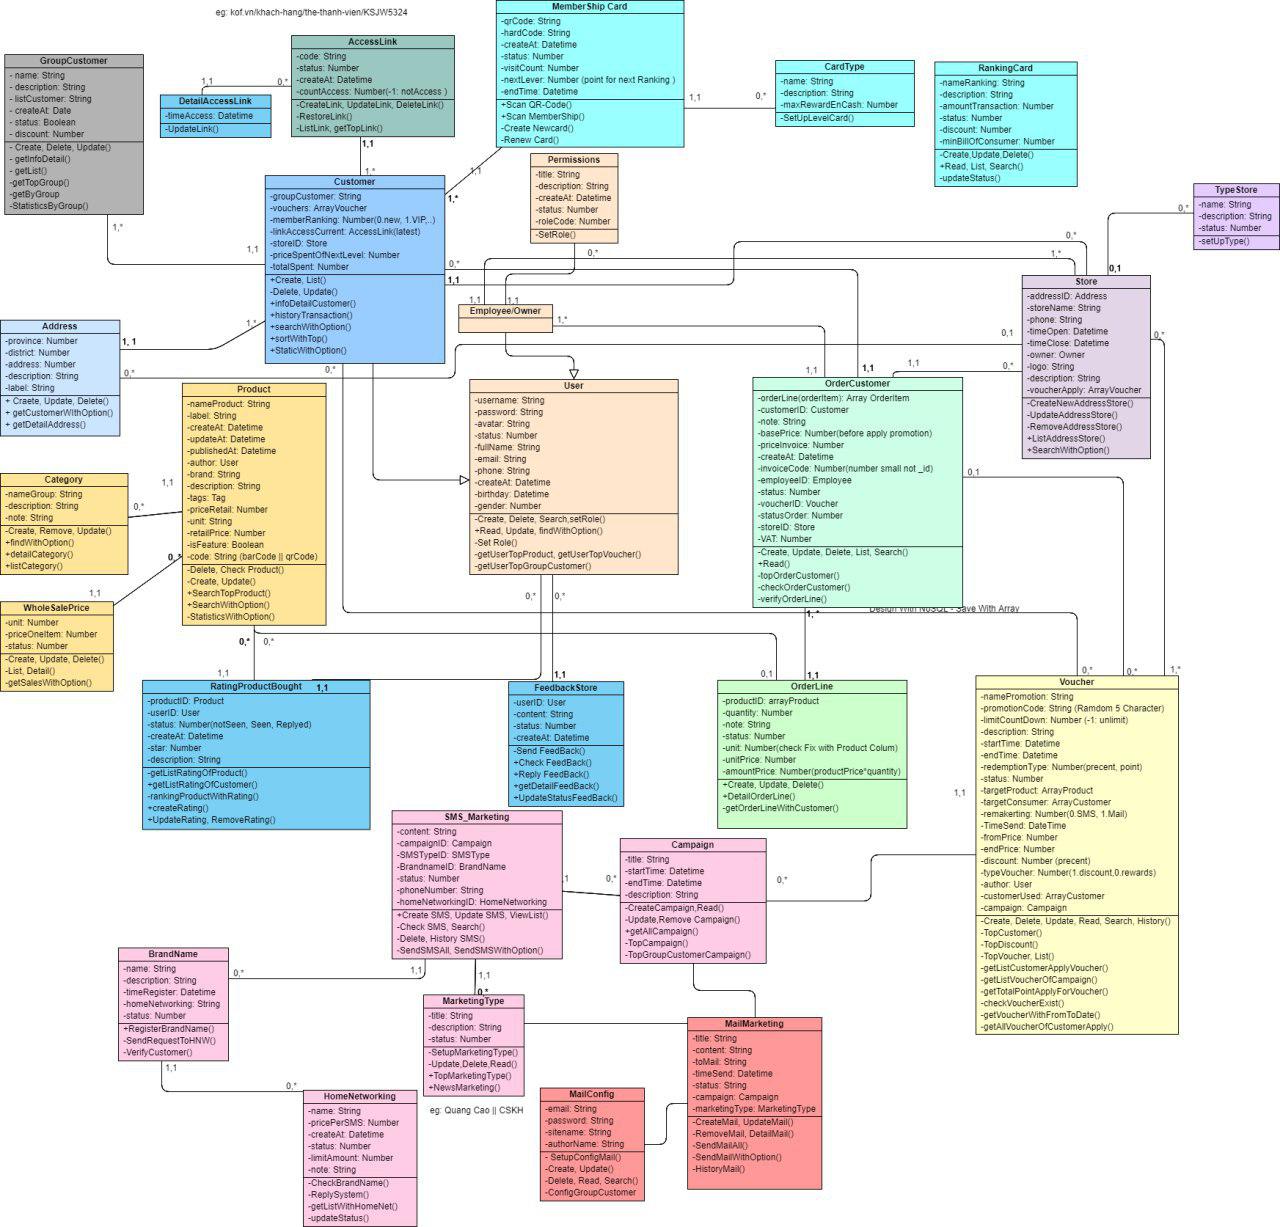 eg: kof.vn/khach-hang/the-thanh-vien/KSJW5324
GroupCustomer
- name: String
- description: String
- listCustomer: String
- createAt: Date
- status: Boolean
- discount: Number
- Create, Delete, Update()
- getInfoDetail()
- getList()
-getTopGroup()
-getByGroup
-StatisticsByGroup()
AccessLink
-code: String
-status: Number
-createAt: Datetime
-countAccess: Number(-1: notAccess )
-CreateLink, UpdateLink, DeleteLink()
-RestoreLink()
-ListLink, getTopLink()
DetailAccessLink
-timeAccess: Datetime
-UpdateLink()
1,1
0,*
MemberShip Card
-qrCode: String
-hardCode: String
-createAt: Datetime
-status: Number
-visitCount: Number
-nextLever: Number (point for next Ranking )
-endTime: Datetime
+Scan QR-Code()
+Scan MemberShip()
-Create Newcard()
-Renew Card()
1,1
0,*
CardType
-name: String
-description: String
-maxRewardEnCash: Number
-SetUpLevelCard()
RankingCard
-nameRanking: String
-description: String
-amountTransaction: Number
-status: Number
-discount: Number
-minBillOfConsumer: Number
-Create,Update,Delete()
+Read, List, Search()
-updateStatus()
TypeStore
-name: String
-description: String
-status: Number
-setUpType()
0,*
0,1
1,1
1,*
1,1
1,*
Customer
-groupCustomer: String
-vouchers: ArrayVoucher
-memberRanking: Number(0.new, 1.VIP,..)
-linkAccessCurrent: AccessLink(latest)
-storeID: Store
-priceSpentOfNextLevel: Number
-totalSpent: Number
+Create, List()
-Delete, Update()
+infoDetailCustomer()
+historyTransaction()
+searchWithOption()
+sortWithTop()
+StaticWithOption()
1,*
1,1
1,*
1, 1
0,*
1,1
0,*
Permissions
-title: String
-description: String
-createAt: Datetime
-status: Number
-roleCode: Number
-SetRole()
0,*
1,1
1,1
1,*
0,*
Employee/Owner
1,*
Store
-addressID: Address
-storeName: String
-phone: String
-timeOpen: Datetime
-timeClose: Datetime
-owner: Owner
-logo: String
-description: String
-voucherApply: ArrayVoucher
-CreateNewAddressStore()
-UpdateAddressStore()
-RemoveAddressStore()
+ListAddressStore()
+SearchWithOption()
0,1
0,*
0,*
Address
-province: Number
-district: Number
-address: Number
-description: String
-label: String
+ Craete, Update, Delete()
+ getCustomerWIthOption()
+ getDetailAddress()
Product
-nameProduct: String
-label: String
-createAt: Datetime
-updateAt: Datetime
-publishedAt: Datetime
-author: User
-brand: String
-description: String
-tags: Tag
-priceRetail: Number
-unit: String
-retailPrice: Number
-isFeature: Boolean
-code: String (barCode || qrCode)
-Delete, Check Product()
-Create, Update()
+SearchTopProduct()
+SearchWithOption()
-StatisticsWithOption()
User
-username: String
-password: String
-avatar: String
-status: Number
-fullName: String
-email: String
-phone: String
-createAt: Datetime
-birthday: Datetime
-gender: Number
-Create, Delete, Search,setRole()
+Read, Update, findWithOption()
-Set Role()
-getUserTopProduct, getUserTopVoucher()
-getUserTopGroupCustomer()
1,1
1,1
1,1
OrderCustomer
-orderLine(orderItem): Array OrderItem
-customerID: Customer
-note: String
-basePrice: Number(before apply promotion)
-priceInvoice: Number
-createAt: Datetime
-invoiceCode: Number(number small not _id)
-employeeID: Employee
-status: Number
-voucherID: Voucher
-statusOrder: Number
-storeID: Store
-VAT: Number
-Create, Update, Delete, List, Search()
+Read()
-topOrderCustomer()
-checkOrderCustomer()
-verifyOrderLine()
0,1
Design With NoSQL - Save With Array
1,*
Category
-nameGroup: String
-description: String
-note: String
-Create, Remove, Update()
+findWithOption()
+detailCategory()
+listCategory()
1,1
0,*
0,*
1,1
WholeSalePrice
-unit: Number
-priceOneItem: Number
-status: Number
-Create, Update, Delete()
-List, Detail()
-getSalesWithOption()
0,*
0,*
1,1
0,*
0,*
0,1
1,1
0,*
0,*
1,*
RatingProductBought
1,1
-productID: Product
-userID: User
-status: Number(notSeen, Seen, Replyed)
-createAt: Datetime
-star: Number
-description: String
-getListRatingOfProduct()
+getListRatingOfCustomer()
-rankingProductWithRating()
+createRating()
+UpdateRating, RemoveRating()
1,1
FeedbackStore
-userID: User
-content: String
-status: Number
-createAt: Datetime
-Send FeedBack()
+Check FeedBack()
+Reply FeedBack()
+getDetailFeedBack()
+UpdateStatusFeedBack()
OrderLine
-productID: arrayProduct
-quantity: Number
-note: String
-status: Number
-unit: Number(check Fix with Product Colum)
-unitPrice: Number
-amountPrice: Number(productPrice*quantity)
+Create, Update, Delete()
+DetailOrderLine()
-getOrderLineWithCustomer()
Voucher
-namePromotion: String
-promotionCode: String (Ramdom 5 Character)
-limitCountDown: Number (-1: unlimit)
-description: String
-startTime: Datetime
-endTime: Datetime
-redemptionType: Number(precent, point)
-status: Number
-targetProduct: ArrayProduct
-targetConsumer: ArrayCustomer
-remakerting: Number(0.SMS, 1.Mail)
-TimeSend: DateTime
-fromPrice: Number
-endPrice: Number
-discount: Number (precent)
-typeVoucher: Number(1.discount,0.rewards)
-author: User
-customerUsed: ArrayCustomer
-campaign: Campaign
-Create, Delete, Update, Read, Search, History()
-TopCustomer()
-TopDiscount()
-TopVoucher, List()
-getListCustomerApplyVoucher()
-getListVoucherOfCampaign()
-getTotalPointApplyForVoucher()
-checkVoucherExist()
-getVoucherWithFromToDate()
-getAllVoucherOfCustomerApply()
1,1
0,*
SMS_Marketing
-content: String
-campaignID: Campaign
-SMSTypeID: SMSType
-BrandnameID: BrandName
-status: Number
-phoneNumber: String
-homeNetworkingID: HomeNetworking
+Create SMS, Update SMS, ViewList()
-Check SMS, Search()
-Delete, History SMS()
-SendSMSAll, SendSMSWithOption()
,1
0,*
Campaign
-title: String
-startTime: Datetime
-endTime: Datetime
-description: String
-CreateCampaign,Read()
-Update,Remove Campaign()
+getAllCampaign()
-TopCampaign()
-TopGroupCustomerCampaign()
BrandName
-name: String
-description: String
-timeRegister: Datetime
-homeNetworking: String
-status: Number
+RegisterBrandName()
-SendRequestToHNW()
-VerifyCustomer()
0,*
1,1
1,1
0,*
MarketingType
-title: String
-description: String
-status: Number
-SetupMarketingType()
-Update,Delete,Read()
+TopMarketingType()
+NewsMarketing()
eg: Quang Cao || CSKH
1,1
0,*
HomeNetworking
-name: String
-pricePerSMS: Number
-createAt: Datetime
-status: Number
-limitAmount: Number
-note: String
-CheckBrandName()
-ReplySystem()
-getListWithHomeNet()
-updateStatus()
MailConfig
-email: String
-password: String
-sitename: String
-authorName: String
- SetupConfigMail()
-Create, Update()
-Delete, Read, Search()
-ConfigGroupCustomer
MailMarketing
-title: String
-content: String
-toMail: String
-timeSend: Datetime
-status: String
-campaign: Campaign
-marketingType: MarketingType
-CreateMail, UpdateMail()
-RemoveMail, DetailMail()
-SendMailAll()
-SendMailWithOption()
-HistoryMail()